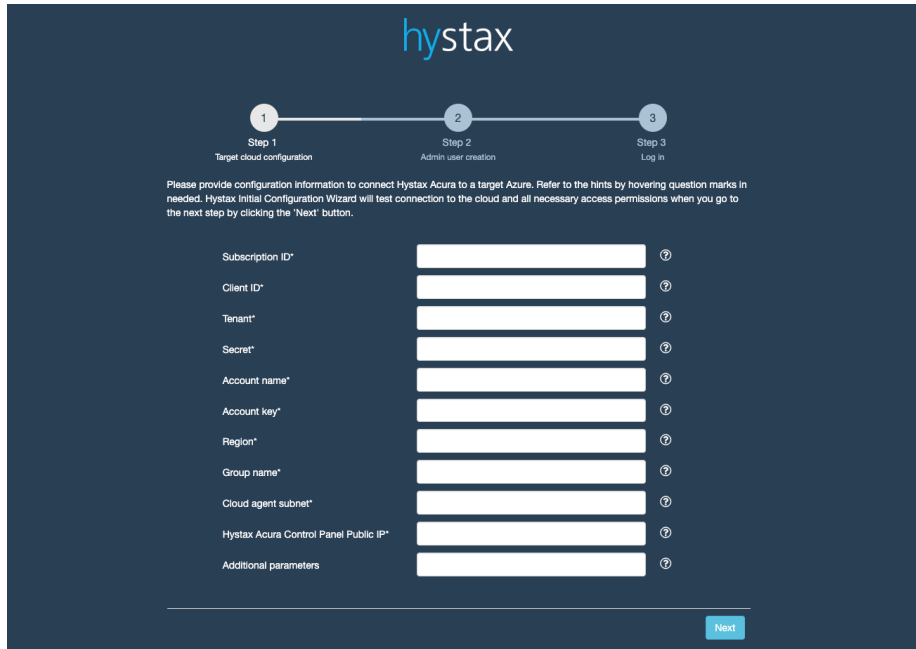 hystax
1
2
3
Step 1
Step 2
Step 3
Target cloud configuration
Admin user creation
Log in
Please provide configuration information to connect Hystax Acura to a target Azure. Refer to the hints by hovering question marks in
needed. Hystax Initial Configuration Wizard will test connection to the cloud and all necessary access permissions when you go to
the next step by clicking the 'Next' button.
Subscription ID* ?
Client ID* ?
Tenant* ?
Secret* ?
Account name* ?
Account key* ?
Region* ?
Group name* ?
Cloud agent subnet* ?
Hystax Acura Control Panel Public IP* ?
Additional parameters ?
Next